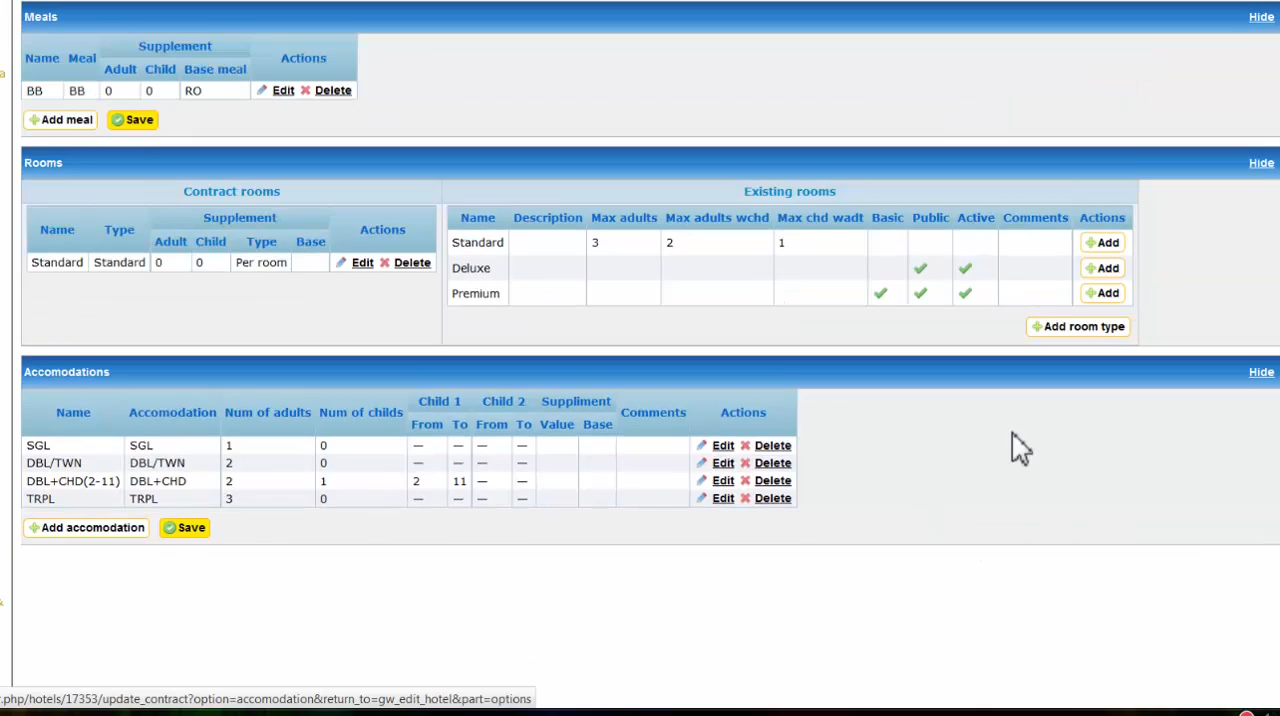 Meals Hide
Supplement
Name Meal Actions
Adult Child Base meal
BB BB 0 0 RO Edit Delete
Add meal Save
Rooms Hide
Contract rooms Existing rooms
Supplement Name Description Max adults Max adults wchd Max chd wadt Basic Public Active Comments Actions
Name Type Actions
Adult Child Type Base
Standard 3 2 1 Add
Standard Standard 0 0 Per room Edit Delete
Deluxe Add
Premium Add
Add room type
Accomodations Hide
Child 1 Child 2 Suppliment
Name Accomodation Num of adults Num of childs Comments Actions
From To From To Value Base
SGL SGL 1 0 — — — — Edit Delete
DBL/TWN DBL/TWN 2 0 — — — — Edit Delete
DBL+CHD(2-11) DBL+CHD 2 1 2 11 — — Edit Delete
TRPL TRPL 3 0 — — — — Edit Delete
Add accomodation Save
r.php/hotels/17353/update_contract?option=accomodation&return_to=gw_edit_hotel&part=options